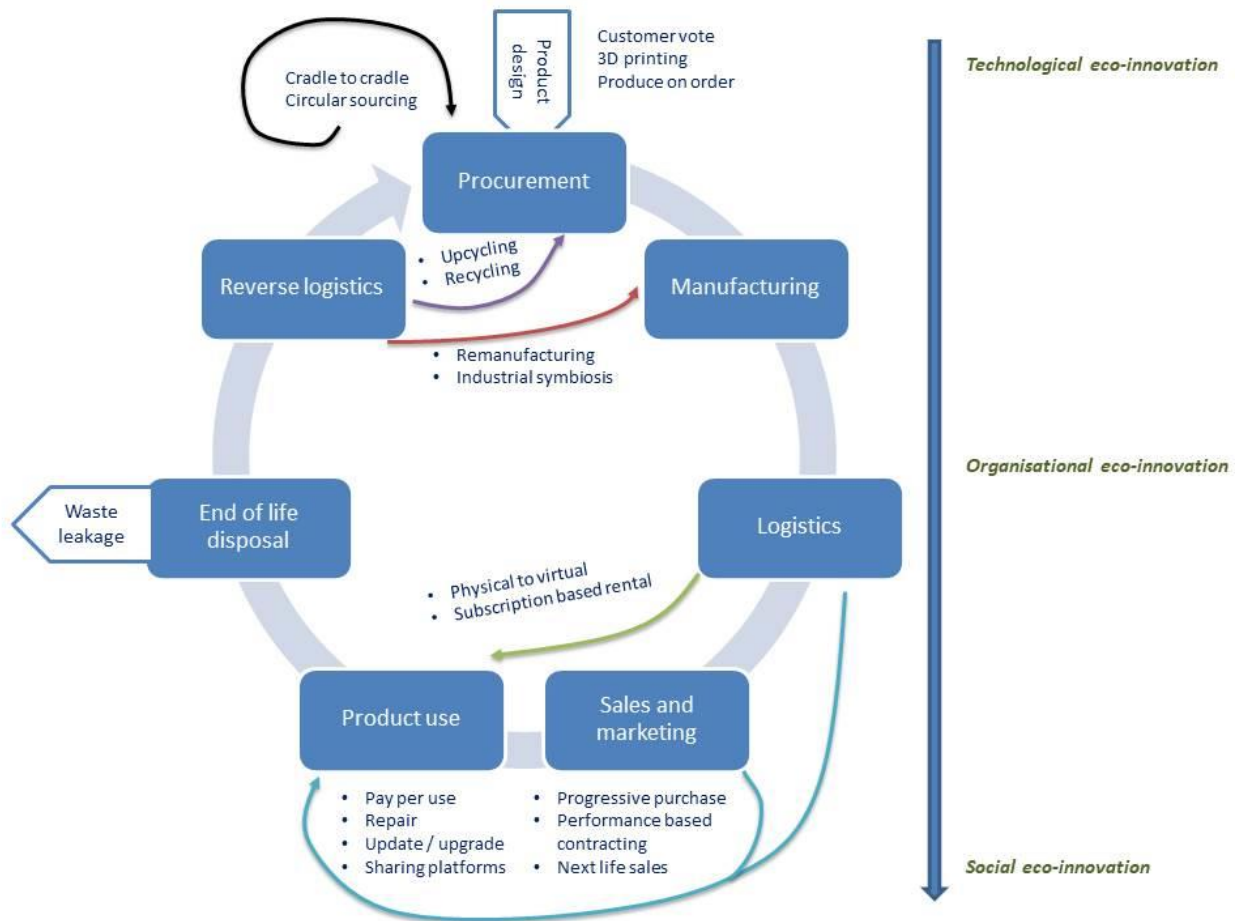 Product
design
Customer vote
3D printing
Produce on order
Technological eco-innovation
Cradle to cradle
Circular sourcing
Procurement
• Upcycling
• Recycling
Reverse logistics
Manufacturing
• Remanufacturing
• Industrial symbiosis
Organisational eco-innovation
Waste
leakage
End of life
disposal
Logistics
• Physical to virtual
• Subscription based rental
Product use
Sales and
marketing
• Pay per use
• Repair
• Update / upgrade
• Sharing platforms
• Progressive purchase
• Performance based
contracting
• Next life sales
Social eco-innovation